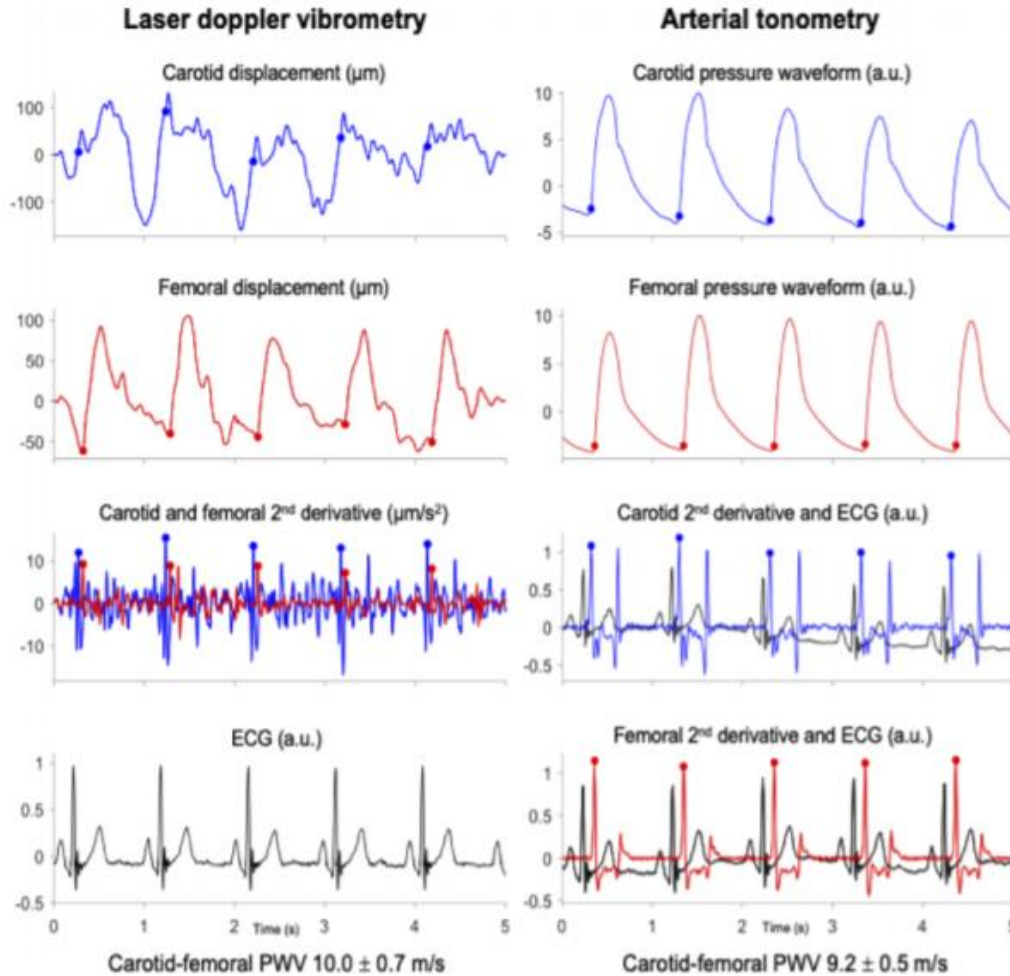 Laser doppler vibrometry
Arterial tonometry
Carotid displacement (µm)
100
0
-100
Carotid pressure waveform (a.u.)
10
5
0
-5
Femoral displacement (µm)
100
50
0
-50
Femoral pressure waveform (a.u.)
10
5
0
Carotid and femoral 2nd derivative (µm/s²)
10
0
-10
Carotid 2nd derivative and ECG (a.u.)
1
0.5
0
-0.5
ECG (a.u.)
1
0.5
0
-0.5
0 1 2 Time (s) 3 4 5
Femoral 2nd derivative and ECG (a.u.)
1
0.5
0
-0.5
0 1 2 Time (s) 3 4 5
Carotid-femoral PWV 10.0 ± 0.7 m/s
Carotid-femoral PWV 9.2 ± 0.5 m/s